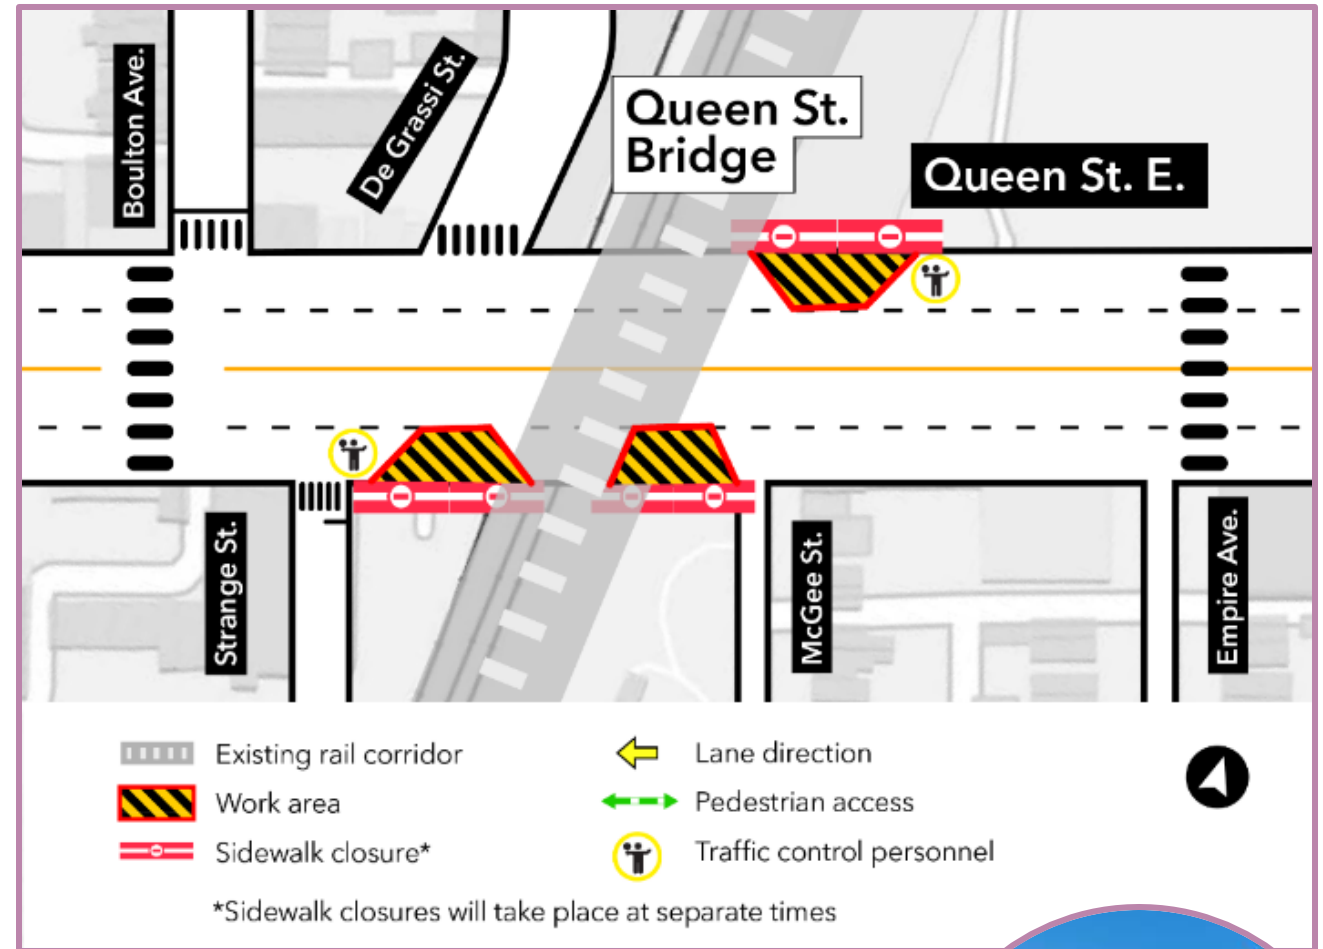 Boulton Ave.
De Grassi St.
Queen St.
Bridge
Queen St. E.
Strange St.
McGee St.
Empire Ave.
Existing rail corridor
Lane direction
Work area
Pedestrian access
Sidewalk closure*
Traffic control personnel
*Sidewalk closures will take place at separate times